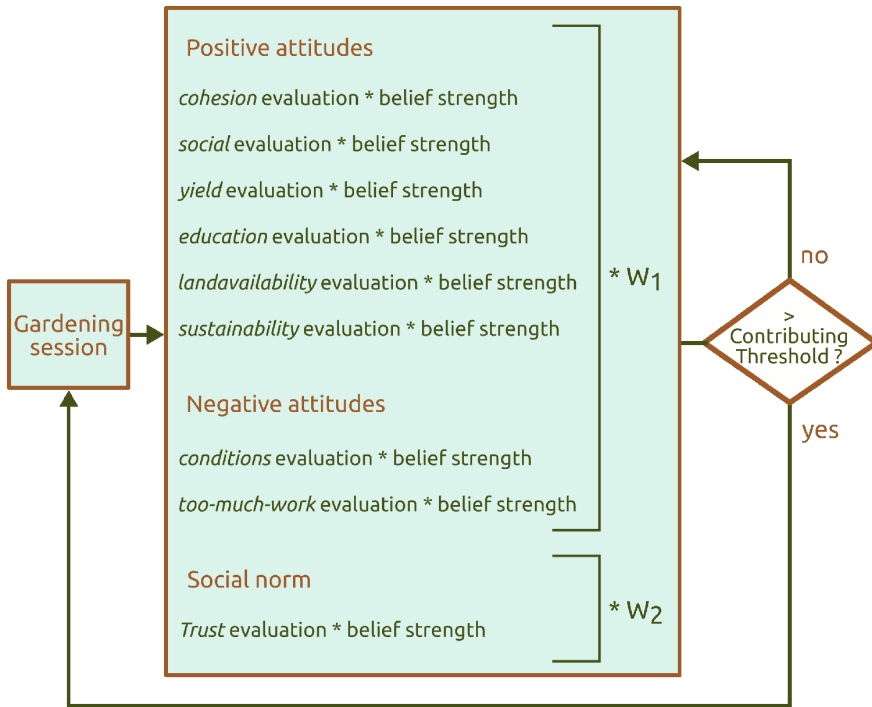 Positive attitudes
cohesion evaluation * belief strength
social evaluation * belief strength
yield evaluation * belief strength
education evaluation * belief strength
landavailability evaluation * belief strength
sustainability evaluation * belief strength
* W1
Negative attitudes
conditions evaluation * belief strength
too-much-work evaluation * belief strength
Social norm
Trust evaluation * belief strength
* W2
Gardening
session
no
>
Contributing
Threshold ?
yes